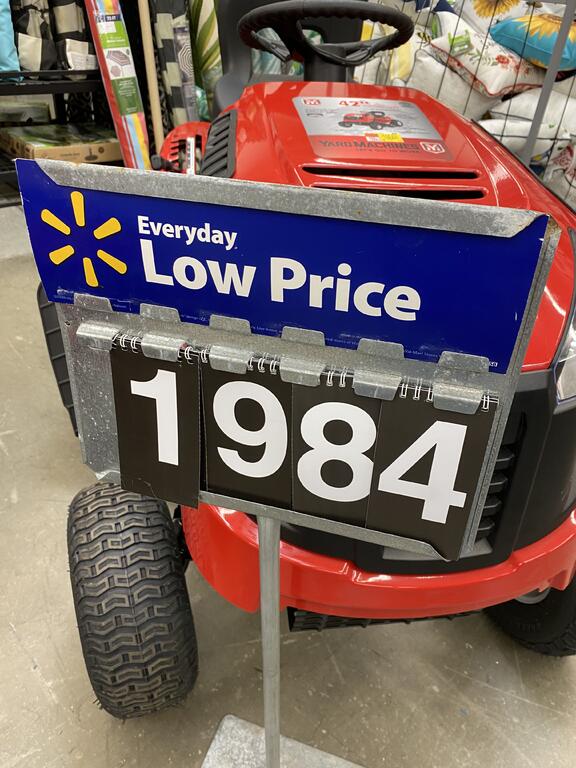 42"
YARD MACHINES
Everyday
Low Price
1984